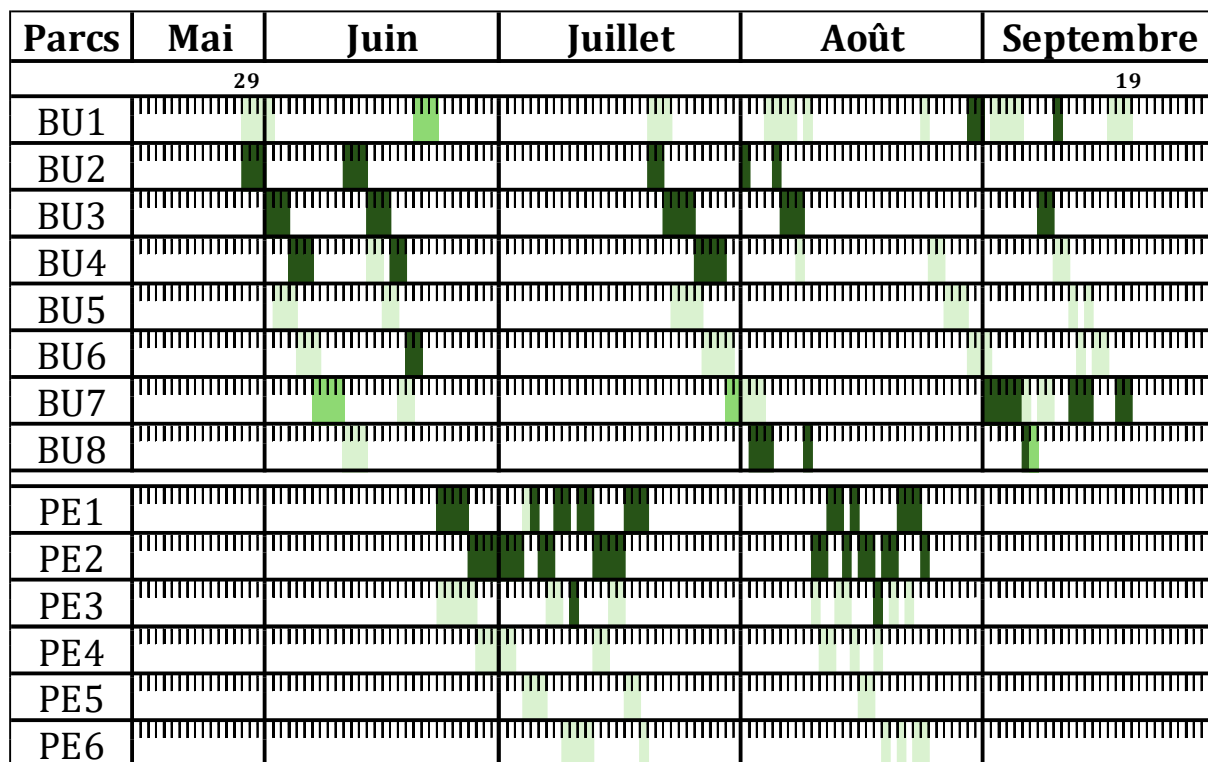 Parcs Mai Juin Juillet Août Septembre
29 19
BU1
BU2
BU3
BU4
BU5
BU6
BU7
BU8
PE1
PE2
PE3
PE4
PE5
PE6